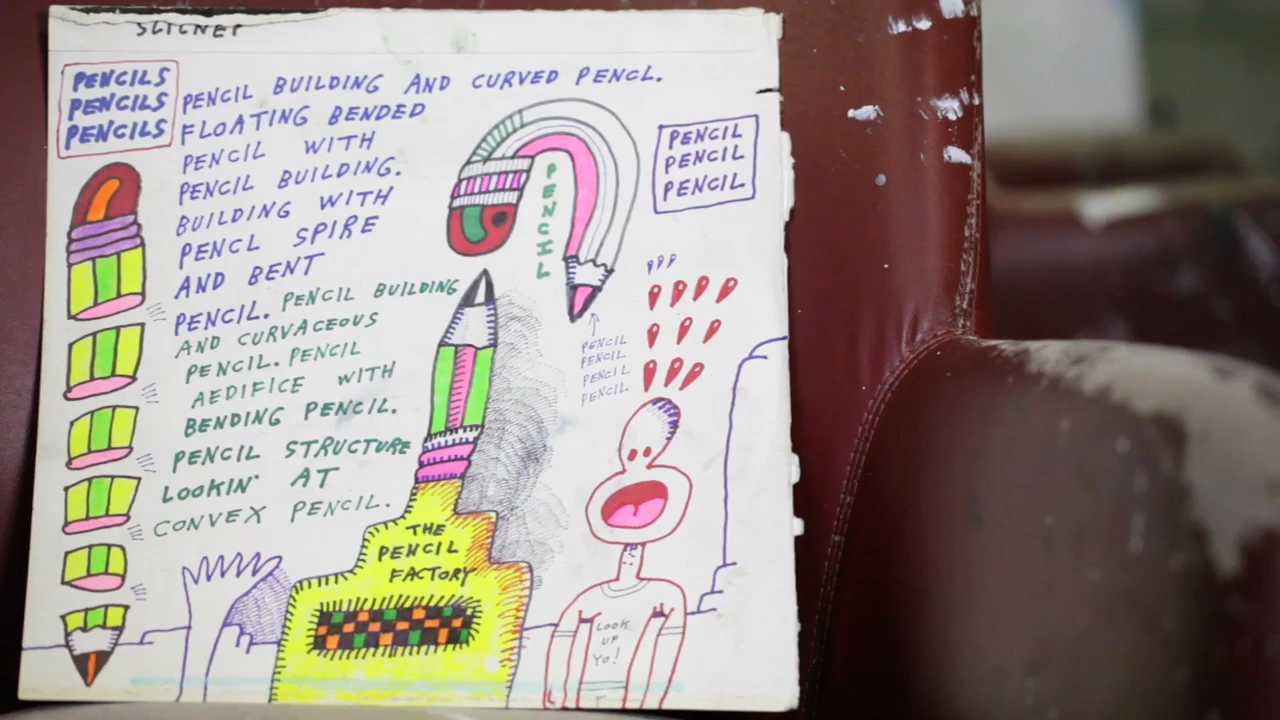 PENCILS
PENCILS
PENCILS
PENCIL BUILDING AND CURVED PENCL.
FLOATING BENDED
PENCIL WITH
PENCIL BUILDING.
BUILDING WITH
PENCL SPIRE
AND BENT
PENCIL. PENCIL BUILDING
AND CURVACEOUS
PENCIL. PENCIL
AEDIFICE WITH
BENDING PENCIL.
PENCIL STRUCTURE
LOOKIN' AT
CONVEX PENCIL.
PENCIL
PENCIL
PENCIL
PENCIL
PENCIL
PENCIL
PENCIL
PENCIL
THE
PENCIL
FACTORY
LOOK
UP
YO!